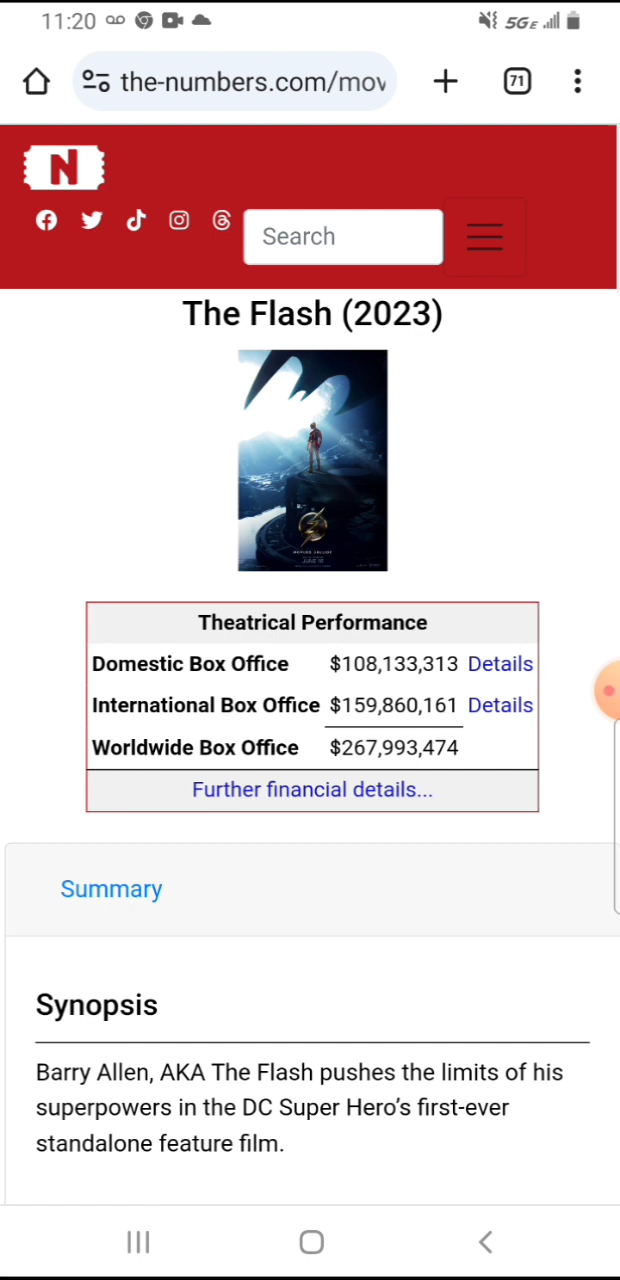 11:20
5GE
the-numbers.com/mov
71
N
Search
The Flash (2023)
WORLDS COLLIDE
Theatrical Performance
Domestic Box Office $108,133,313 Details
International Box Office $159,860,161 Details
Worldwide Box Office $267,993,474
Further financial details...
Summary
Synopsis
Barry Allen, AKA The Flash pushes the limits of his
superpowers in the DC Super Hero’s first-ever
standalone feature film.